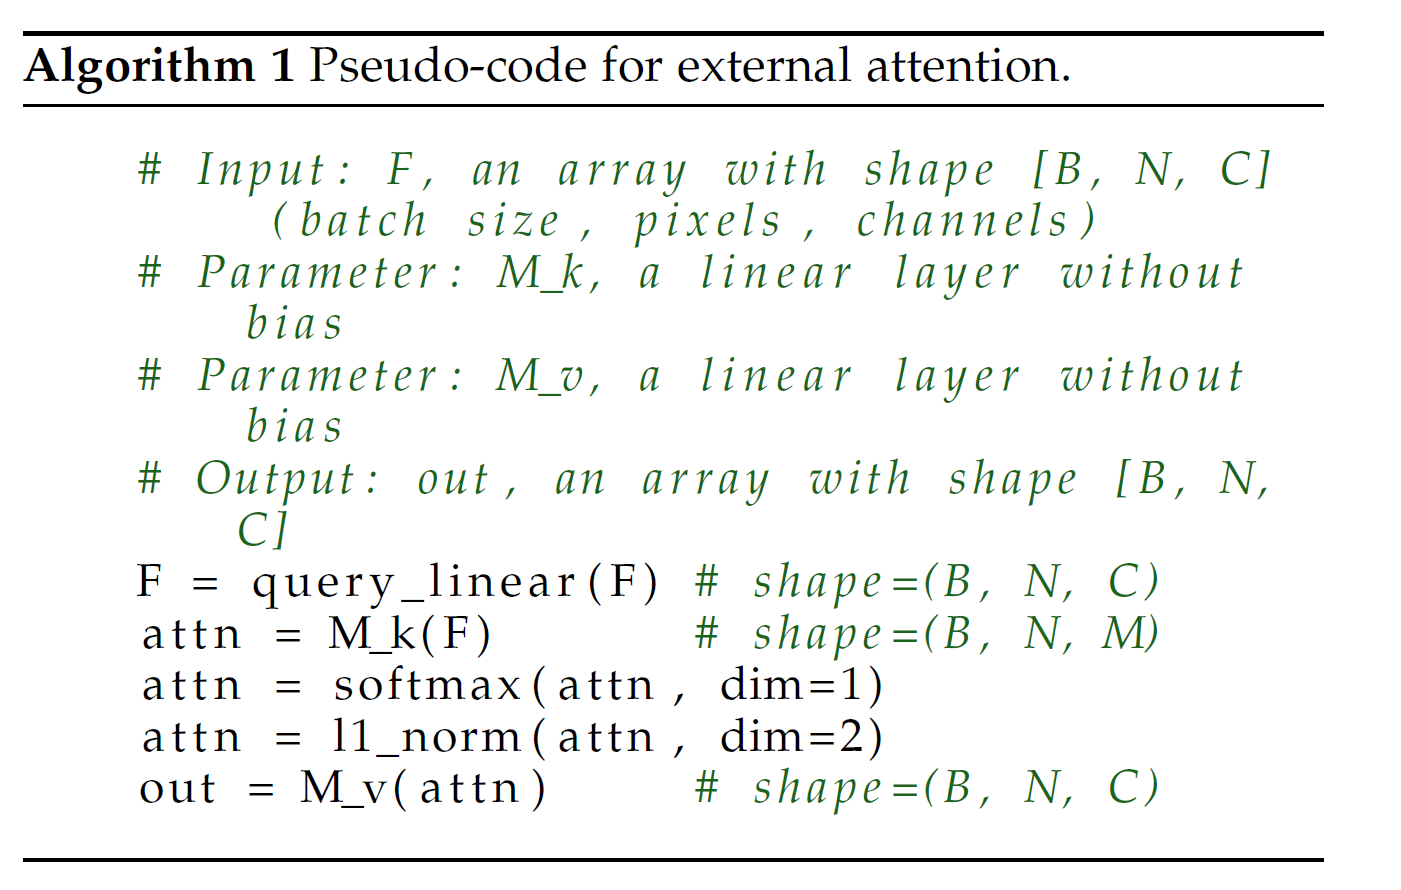 Algorithm 1 Pseudo-code for external attention.
# Input: F, an array with shape [B, N, C]
(batch size, pixels, channels)
# Parameter: M_k, a linear layer without
bias
# Parameter: M_v, a linear layer without
bias
# Output: out, an array with shape [B, N,
C]
F = query_linear(F) # shape=(B, N, C)
attn = M_k(F) # shape=(B, N, M)
attn = softmax(attn, dim=1)
attn = l1_norm(attn, dim=2)
out = M_v(attn) # shape=(B, N, C)